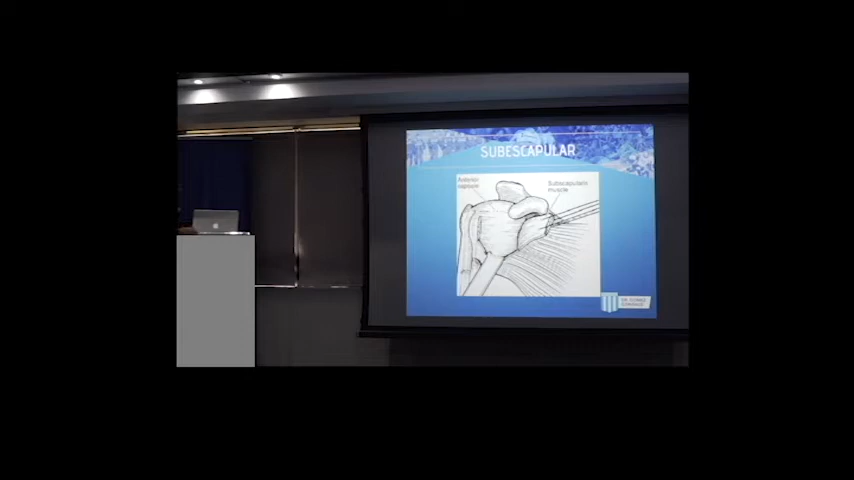 SUBESCAPULAR
Anterior
capsule
Subscapularis
muscle